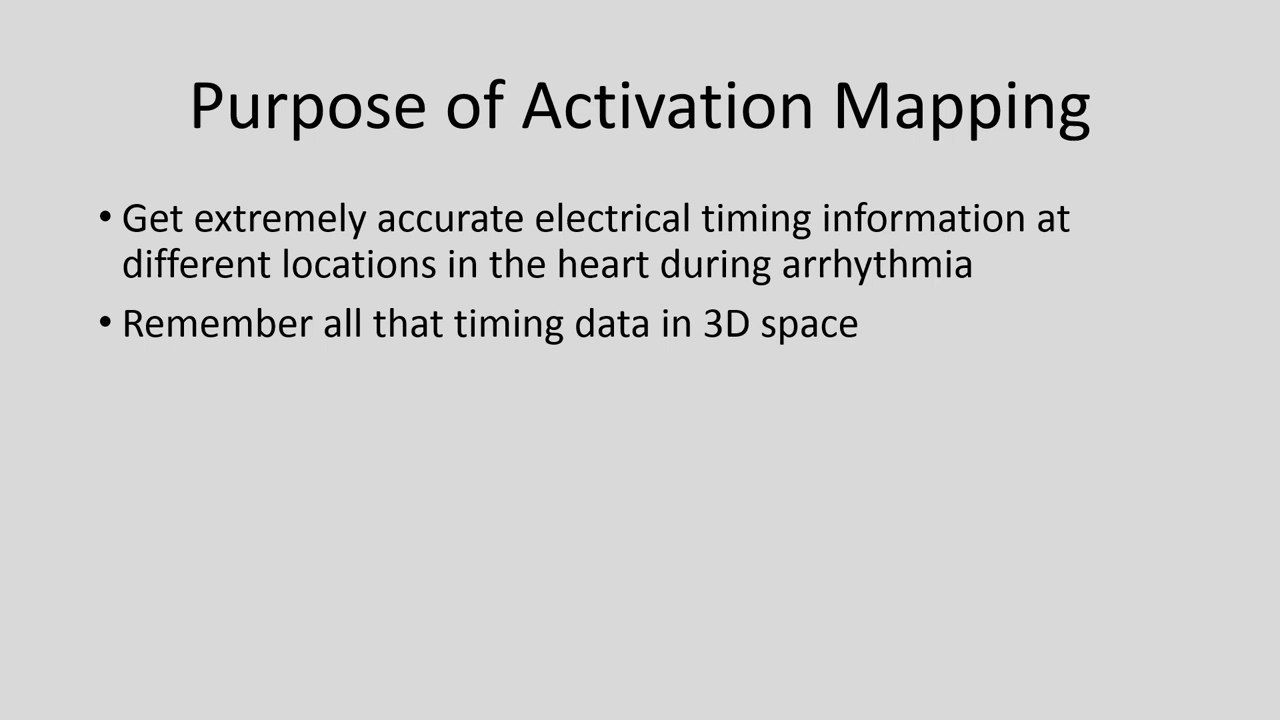 Purpose of Activation Mapping
• Get extremely accurate electrical timing information at
different locations in the heart during arrhythmia
• Remember all that timing data in 3D space